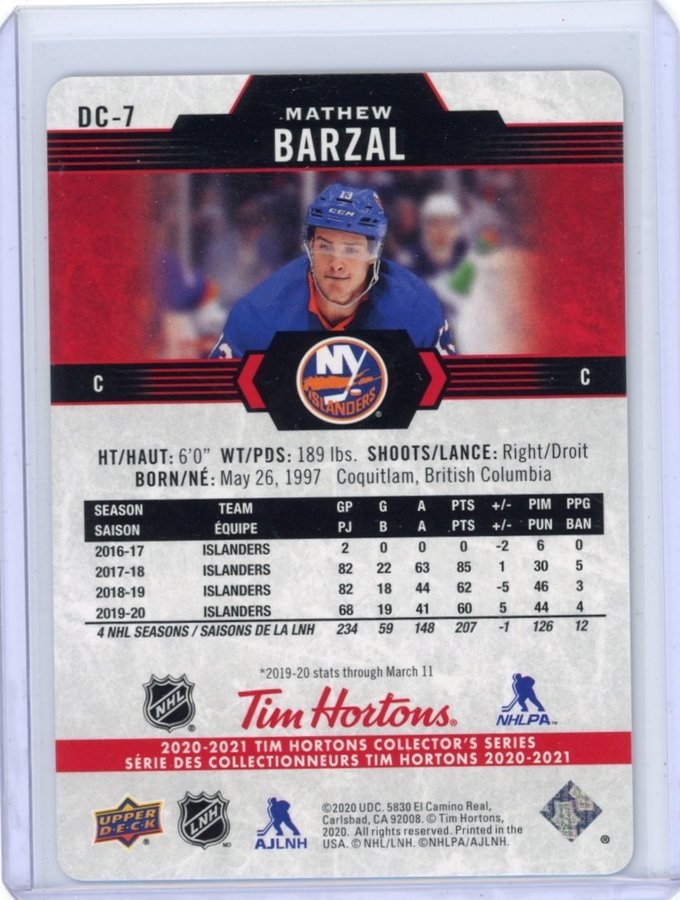 DC-7
MATHEW
BARZAL
13
CCM
13
C
C
NY
ISLANDERS
®
HT/HAUT: 6'0" WT/PDS: 189 lbs. SHOOTS/LANCE: Right/Droit
BORN/NÉ: May 26, 1997 Coquitlam, British Columbia
SEASON TEAM GP G A PTS +/- PIM PPG
SAISON ÉQUIPE PJ B A PTS +/- PUN BAN
2016-17 ISLANDERS 2 0 0 0 -2 6 0
2017-18 ISLANDERS 82 22 63 85 1 30 5
2018-19 ISLANDERS 82 18 44 62 -5 46 3
2019-20 ISLANDERS 68 19 41 60 5 44 4
4 NHL SEASONS / SAISONS DE LA LNH 234 59 148 207 -1 126 12
*2019-20 stats through March 11
NHL ® Tim Hortons® NHLPA™
2020-2021 TIM HORTONS COLLECTOR'S SERIES
SÉRIE DES COLLECTIONNEURS TIM HORTONS 2020-2021
UPPER DECK LNH MD AJLNH
©2020 UDC. 5830 El Camino Real,
Carlsbad, CA 92008. © Tim Hortons,
2020. All rights reserved. Printed in the
USA. © NHL/LNH. ©NHLPA/AJLNH.
®